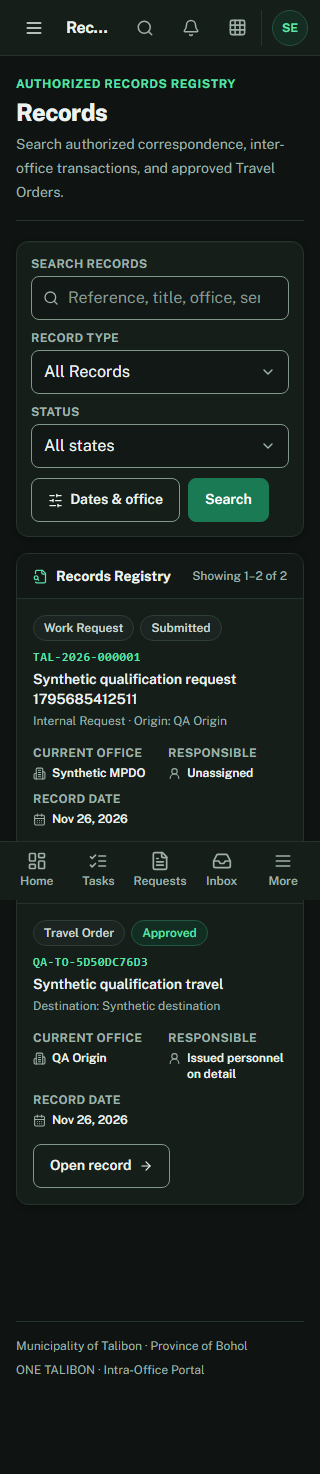 Rec...
SE
AUTHORIZED RECORDS REGISTRY
Records
Search authorized correspondence, inter-
office transactions, and approved Travel
Orders.
SEARCH RECORDS
Reference, title, office, sei
RECORD TYPE
All Records
STATUS
All states
Dates & office
Search
Records Registry
Showing 1–2 of 2
Work Request
Submitted
TAL-2026-000001
Synthetic qualification request
1795685412511
Internal Request · Origin: QA Origin
CURRENT OFFICE
RESPONSIBLE
Synthetic MPDO
Unassigned
RECORD DATE
Nov 26, 2026
Home
Tasks
Requests
Inbox
More
Travel Order
Approved
QA-TO-5D50DC76D3
Synthetic qualification travel
Destination: Synthetic destination
CURRENT OFFICE
RESPONSIBLE
QA Origin
Issued personnel
on detail
RECORD DATE
Nov 26, 2026
Open record
Municipality of Talibon · Province of Bohol
ONE TALIBON · Intra-Office Portal